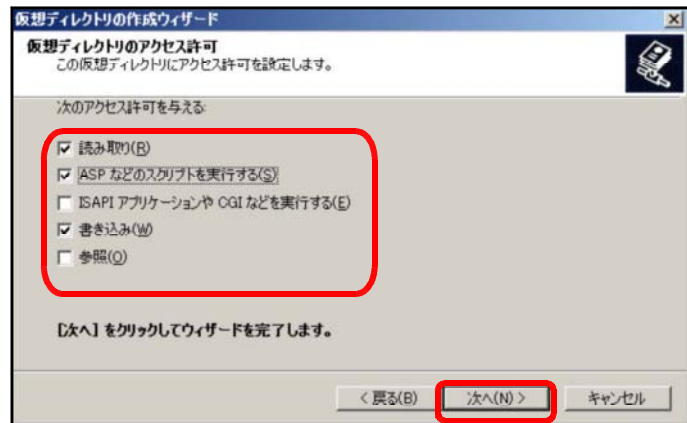 仮想ディレクトリの作成ウィザード
仮想ディレクトリのアクセス許可
この仮想ディレクトリにアクセス許可を設定します。
次のアクセス許可を与える:
読み取り(R)
ASP などのスクリプトを実行する(S)
ISAPI アプリケーションや CGI などを実行する(E)
書き込み(W)
参照(O)
[次へ] をクリックしてウィザードを完了します。
< 戻る(B) 次へ(N) > キャンセル